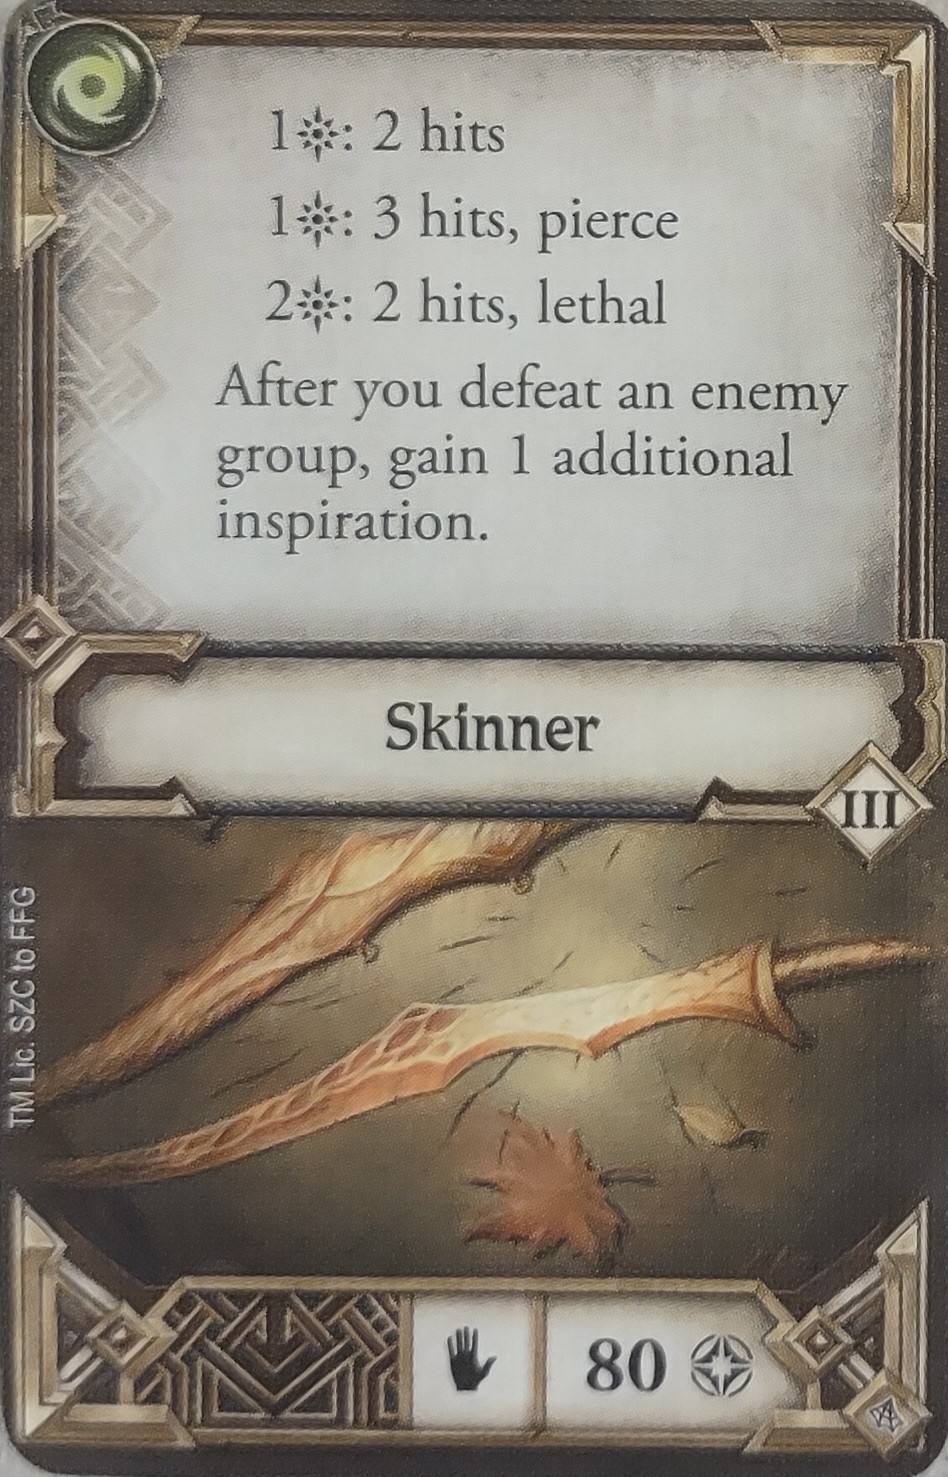 1: 2 hits
1: 3 hits, pierce
2: 2 hits, lethal
After you defeat an enemy
group, gain 1 additional
inspiration.
Skinner
III
TM Lic. SZC to FFG
80